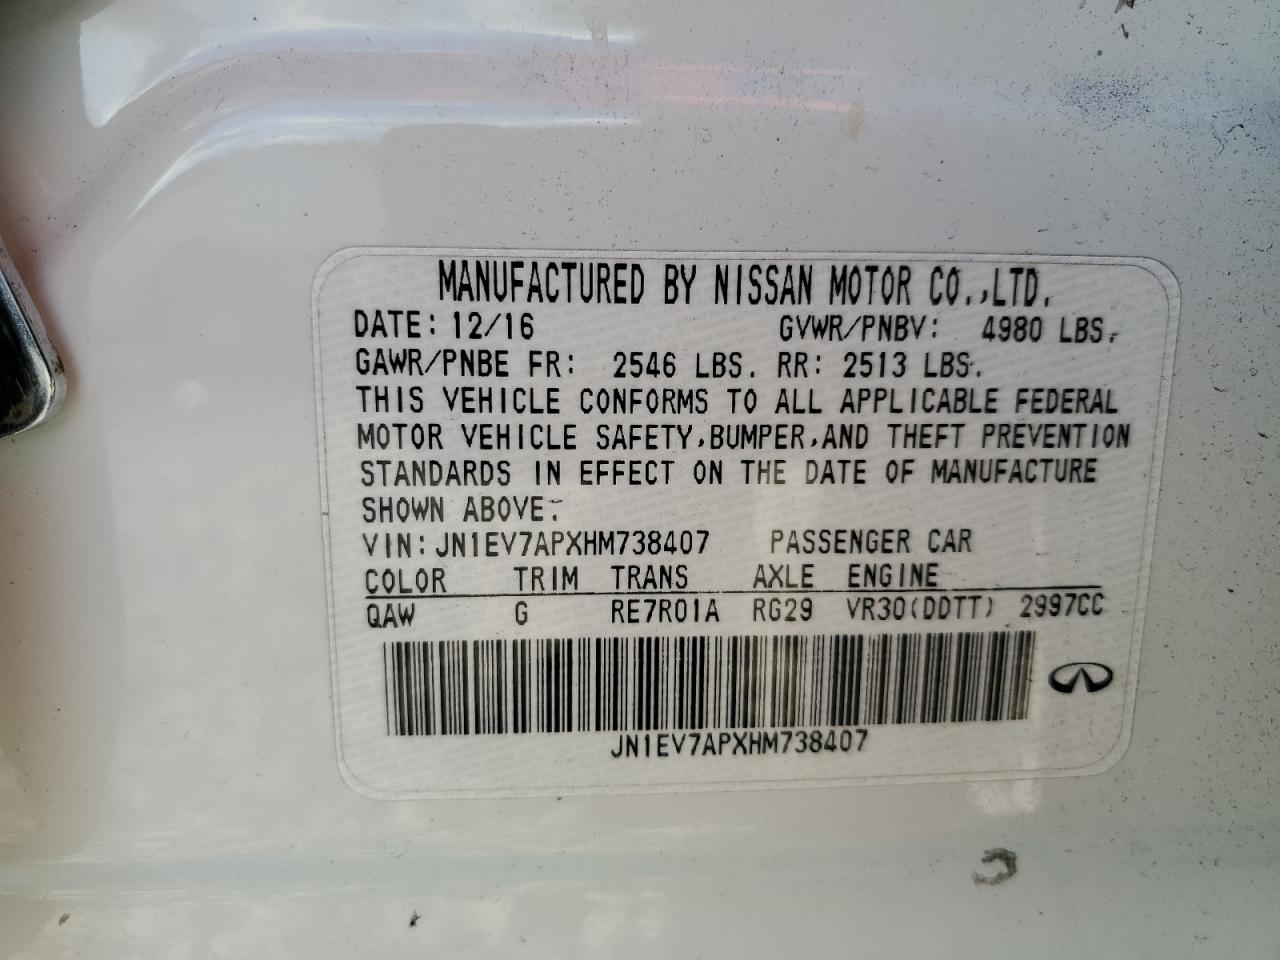 MANUFACTURED BY NISSAN MOTOR CO.,LTD.
DATE: 12/16 GVWR/PNBV: 4980 LBS.
GAWR/PNBE FR: 2546 LBS. RR: 2513 LBS.
THIS VEHICLE CONFORMS TO ALL APPLICABLE FEDERAL
MOTOR VEHICLE SAFETY,BUMPER,AND THEFT PREVENTION
STANDARDS IN EFFECT ON THE DATE OF MANUFACTURE
SHOWN ABOVE.
VIN: JN1EV7APXHM738407 PASSENGER CAR
COLOR TRIM TRANS AXLE ENGINE
QAW G RE7R01A RG29 VR30(DDTT) 2997CC
JN1EV7APXHM738407